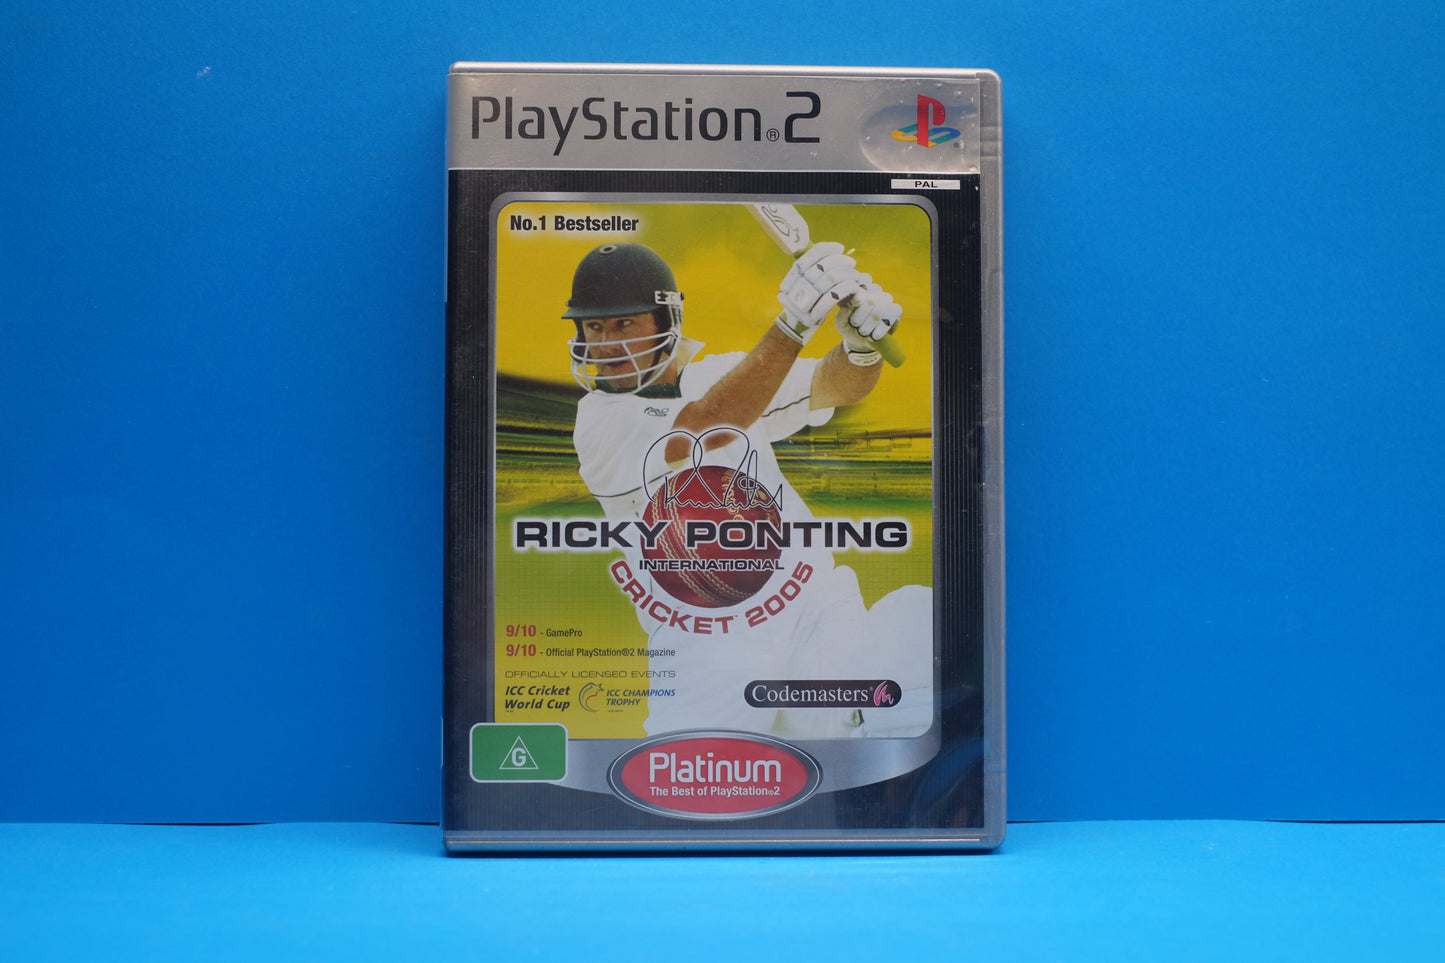 PlayStation®2
PAL
No.1 Bestseller
RICKY PONTING
INTERNATIONAL
CRICKET™ 2005
9/10 - GamePro
9/10 - Official PlayStation®2 Magazine
OFFICIALLY LICENSED EVENTS
ICC Cricket
World Cup
ICC CHAMPIONS
TROPHY
Codemasters®
G
Platinum
The Best of PlayStation®2